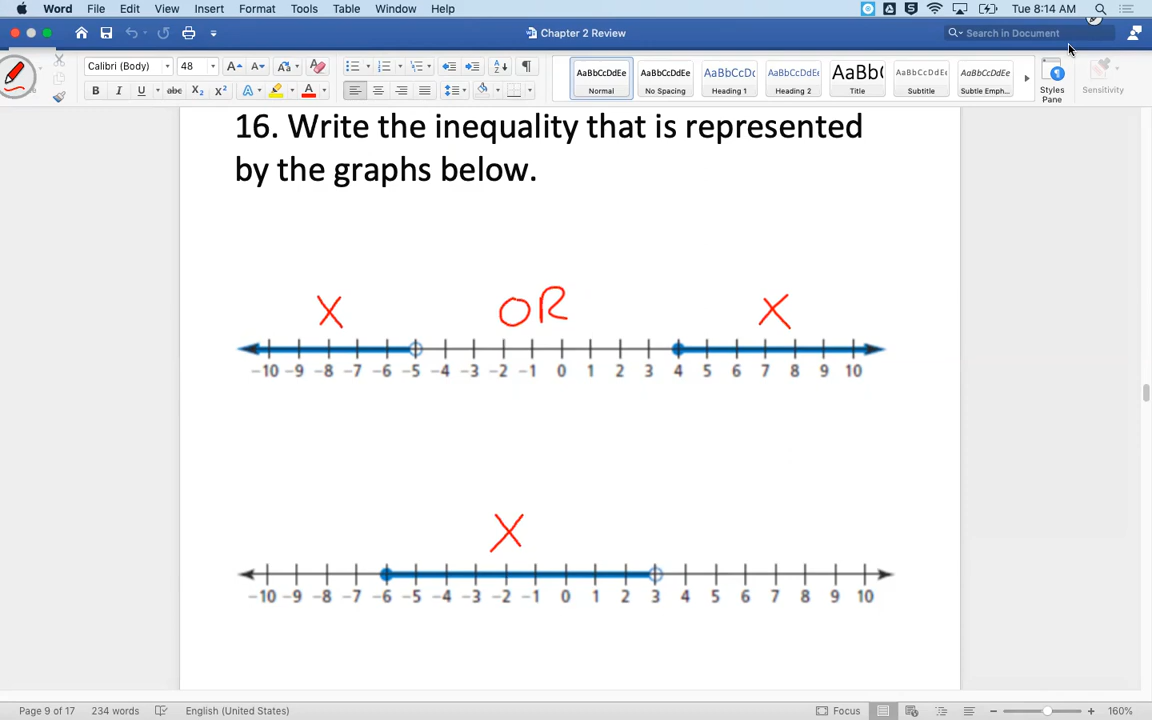 Word File Edit View Insert Format Tools Table Window Help Tue 8:14 AM
Chapter 2 Review Search in Document
Calibri (Body) 48
AaBbCcDdEe AaBbCcDdEe AaBbCcDc AaBbCcDdEe AaBb( AaBbCcDdEe AaBbCcDdEe
Normal No Spacing Heading 1 Heading 2 Title Subtitle Subtle Emph... Styles Pane Sensitivity
B I U abc X₂ X² A A
16. Write the inequality that is represented
by the graphs below.
X OR X
-10 -9 -8 -7 -6 -5 -4 -3 -2 -1 0 1 2 3 4 5 6 7 8 9 10
X
-10 -9 -8 -7 -6 -5 -4 -3 -2 -1 0 1 2 3 4 5 6 7 8 9 10
Page 9 of 17 234 words English (United States) Focus 160%